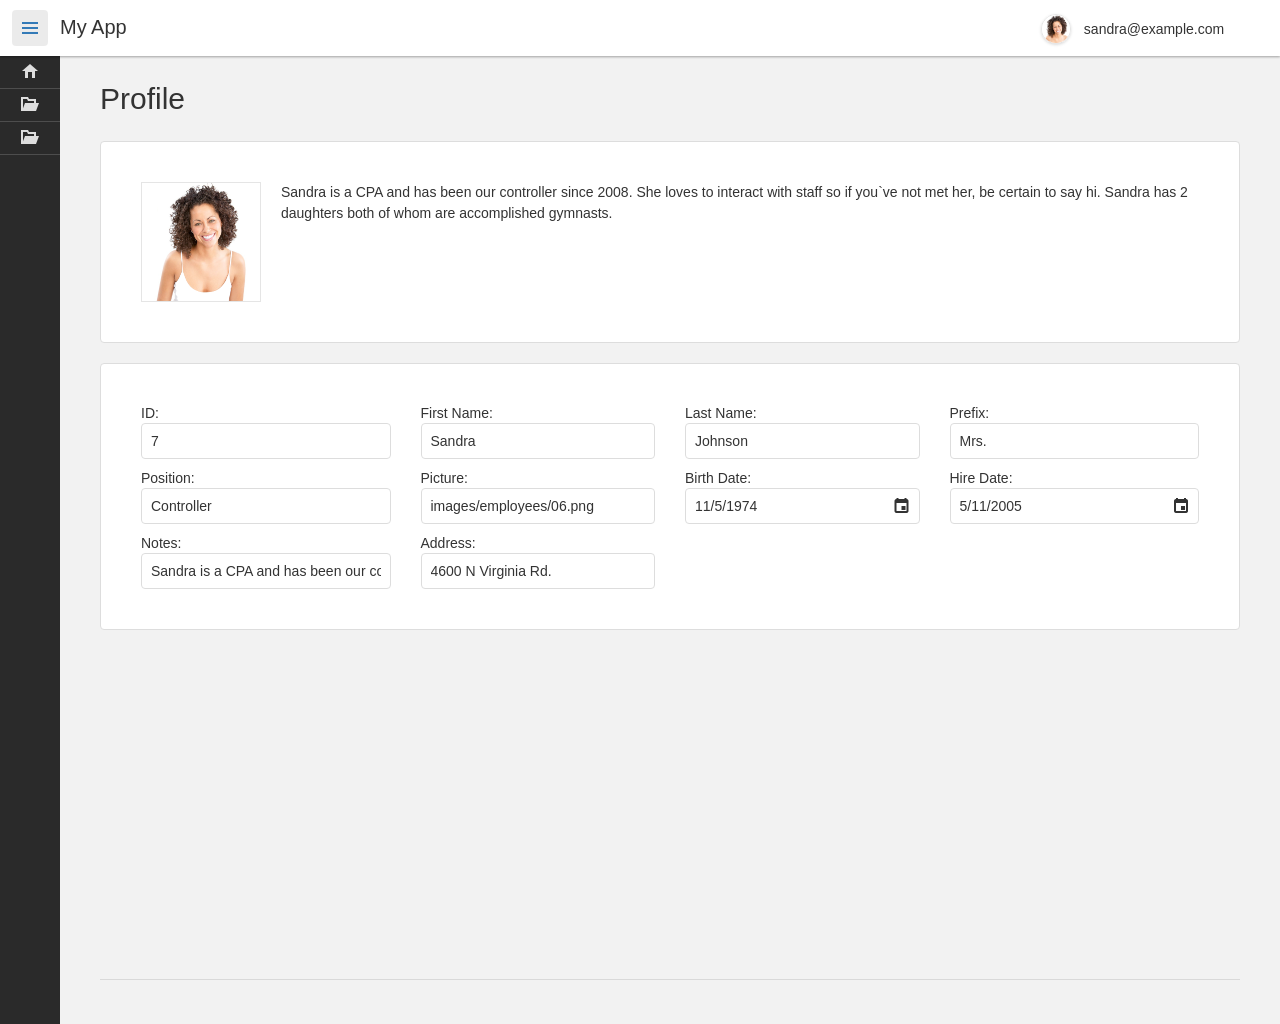 My App
sandra@example.com
Profile
Sandra is a CPA and has been our controller since 2008. She loves to interact with staff so if you`ve not met her, be certain to say hi. Sandra has 2
daughters both of whom are accomplished gymnasts.
ID:
First Name:
Last Name:
Prefix:
7
Sandra
Johnson
Mrs.
Position:
Picture:
Birth Date:
Hire Date:
Controller
images/employees/06.png
11/5/1974
5/11/2005
Notes:
Address:
Sandra is a CPA and has been our
4600 N Virginia Rd.